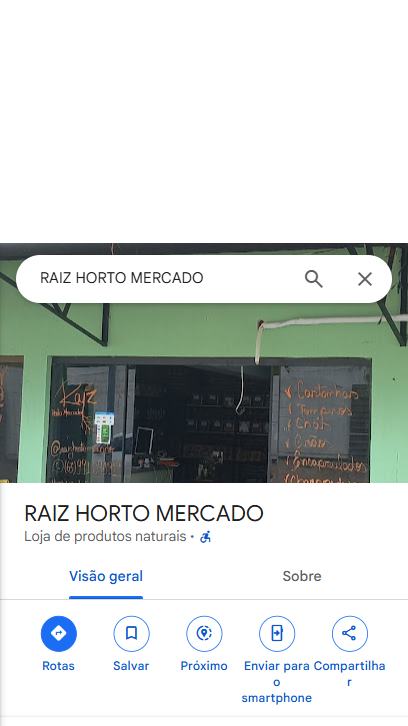 RAIZ HORTO MERCADO
Raiz
Horto Mercado
✓ Castanhas
✓ Temperos
✓ Chás
✓ Grãos
✓ Encapsulados
RAIZ HORTO MERCADO
Loja de produtos naturais •
Visão geral
Sobre
Rotas
Salvar
Próximo
Enviar para o smartphone
Compartilhar